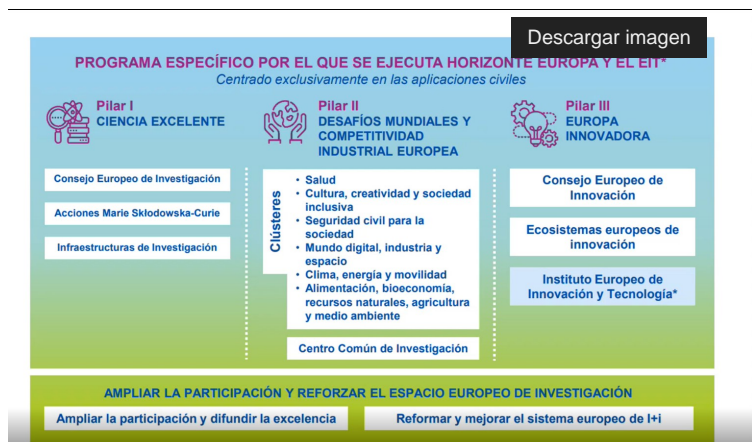 Descargar imagen
PROGRAMA ESPECÍFICO POR EL QUE SE EJECUTA HORIZONTE EUROPA Y EL EIT*
Centrado exclusivamente en las aplicaciones civiles
Pilar I
CIENCIA EXCELENTE
Consejo Europeo de Investigación
Acciones Marie Skłodowska-Curie
Infraestructuras de Investigación
Pilar II
DESAFÍOS MUNDIALES Y
COMPETITIVIDAD
INDUSTRIAL EUROPEA
Clústeres
• Salud
• Cultura, creatividad y sociedad
inclusiva
• Seguridad civil para la
sociedad
• Mundo digital, industria y
espacio
• Clima, energía y movilidad
• Alimentación, bioeconomía,
recursos naturales, agricultura
y medio ambiente
Centro Común de Investigación
Pilar III
EUROPA
INNOVADORA
Consejo Europeo de
Innovación
Ecosistemas europeos de
innovación
Instituto Europeo de
Innovación y Tecnología*
AMPLIAR LA PARTICIPACIÓN Y REFORZAR EL ESPACIO EUROPEO DE INVESTIGACIÓN
Ampliar la participación y difundir la excelencia
Reformar y mejorar el sistema europeo de I+i